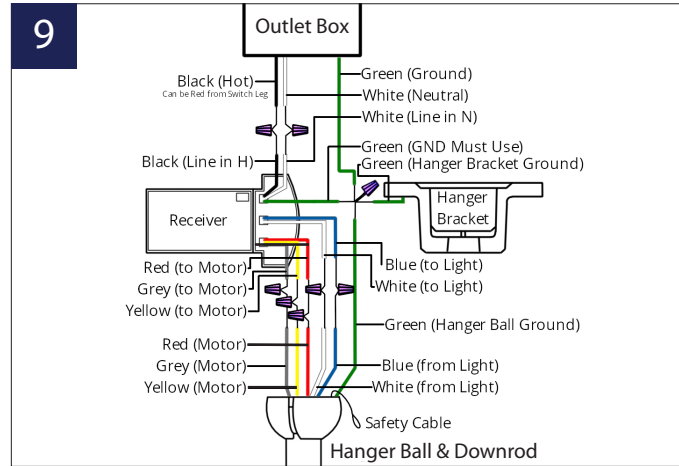 9
Outlet Box
Black (Hot)
Can be Red from Switch Leg
Green (Ground)
White (Neutral)
White (Line in N)
Green (GND Must Use)
Black (Line in H)
Green (Hanger Bracket Ground)
Receiver
Hanger
Bracket
Red (to Motor)
Grey (to Motor)
Yellow (to Motor)
Blue (to Light)
White (to Light)
Green (Hanger Ball Ground)
Red (Motor)
Grey (Motor)
Yellow (Motor)
Blue (from Light)
White (from Light)
Safety Cable
Hanger Ball & Downrod